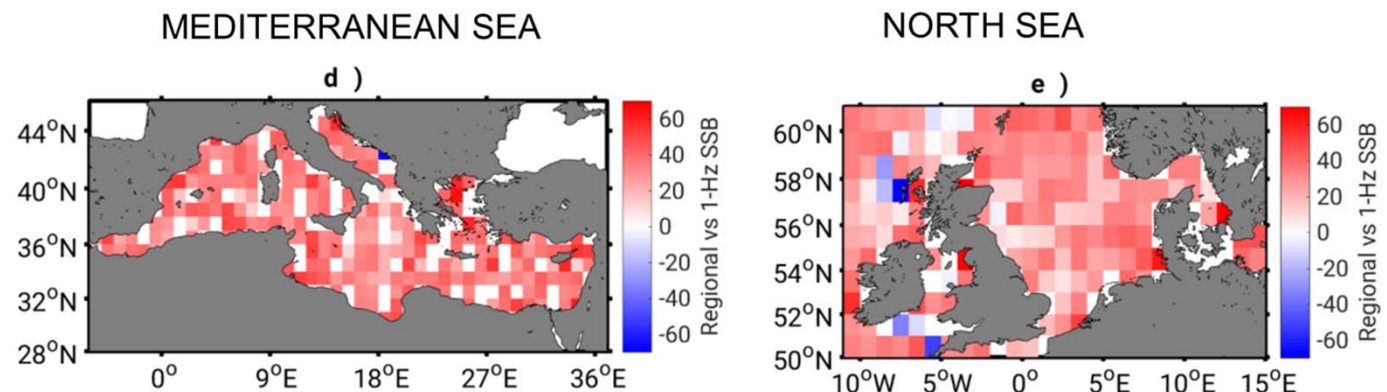 MEDITERRANEAN SEA
NORTH SEA
d )
44°N
40°N
36°N
32°N
28°N
0°
9°E
18°E
27°E
36°E
60
40
20
0
-20
-40
-60
Regional vs 1-Hz SSB
e )
60°N
58°N
56°N
54°N
52°N
50°N
10°W
5°W
0°
5°E
10°E
15°E
60
40
20
0
-20
-40
-60
Regional vs 1-Hz SSB